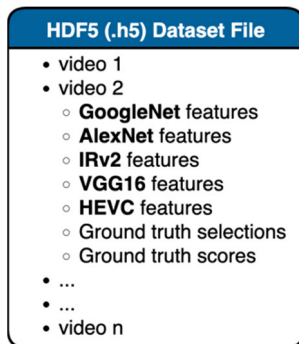 HDF5 (.h5) Dataset File
• video 1
• video 2
○ GoogleNet features
○ AlexNet features
○ IRv2 features
○ VGG16 features
○ HEVC features
○ Ground truth selections
○ Ground truth scores
• ...
• ...
• video n